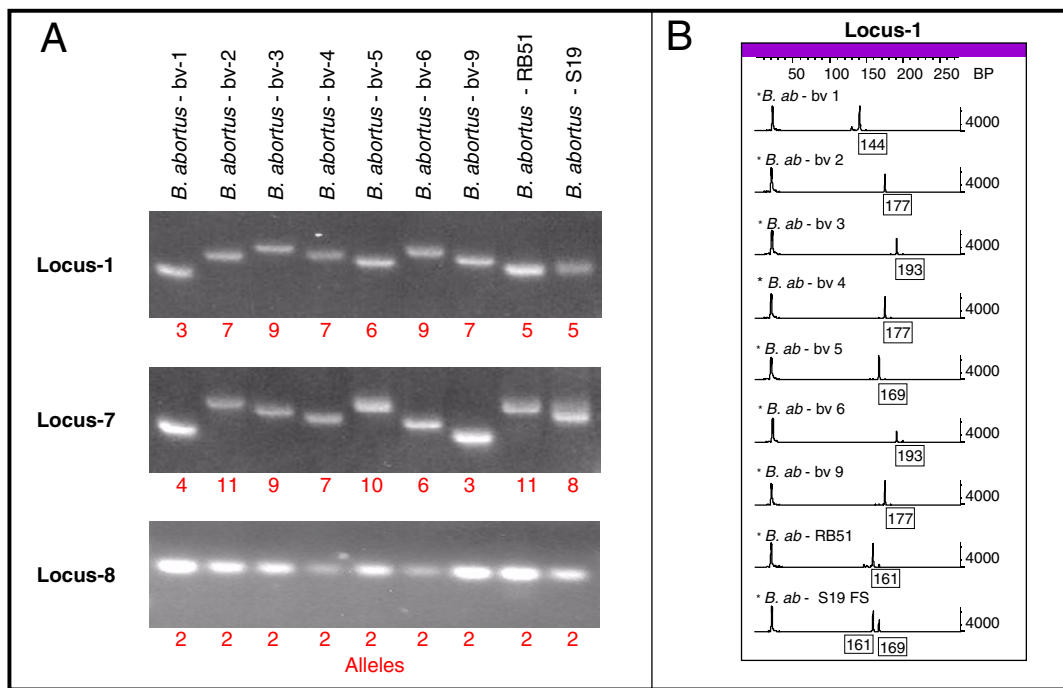 A
B. abortus - bv-1
B. abortus - bv-2
B. abortus - bv-3
B. abortus - bv-4
B. abortus - bv-5
B. abortus - bv-6
B. abortus - bv-9
B. abortus - RB51
B. abortus - S19
Locus-1
3 7 9 7 6 9 7 5 5
Locus-7
4 11 9 7 10 6 3 11 8
Locus-8
2 2 2 2 2 2 2 2 2
Alleles
B
Locus-1
50 100 150 200 250 BP
*B. ab - bv 1
4000
144
* B. ab - bv 2
4000
177
* B. ab - bv 3
4000
193
* B. ab - bv 4
4000
177
* B. ab - bv 5
4000
169
* B. ab - bv 6
4000
193
* B. ab - bv 9
4000
177
* B. ab - RB51
4000
161
* B. ab - S19 FS
4000
161 169